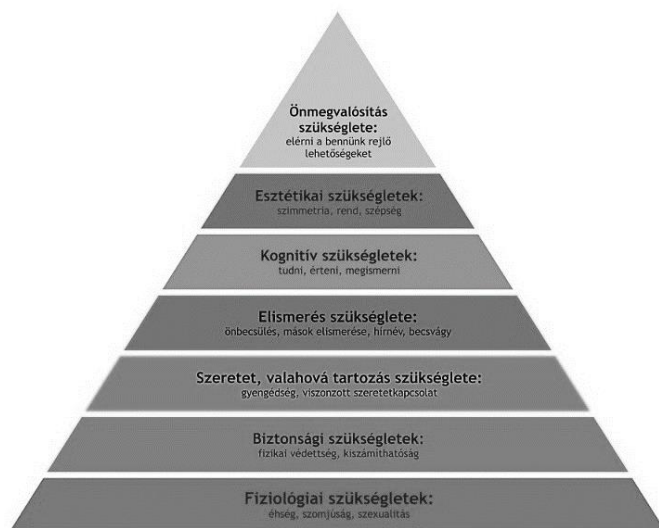 Önmegvalósítás
szükséglete:
elérni a bennünk rejlő
lehetőségeket
Esztétikai szükségletek:
szimmetria, rend, szépség
Kognitív szükségletek:
tudni, érteni, megismerni
Elismerés szükséglete:
önbecsülés, mások elismerése, hírnév, becsvágy
Szeretet, valahová tartozás szükséglete:
gyengédség, viszonzott szeretetkapcsolat
Biztonsági szükségletek:
fizikai védettség, kiszámíthatóság
Fiziológiai szükségletek:
éhség, szomjúság, szexualitás